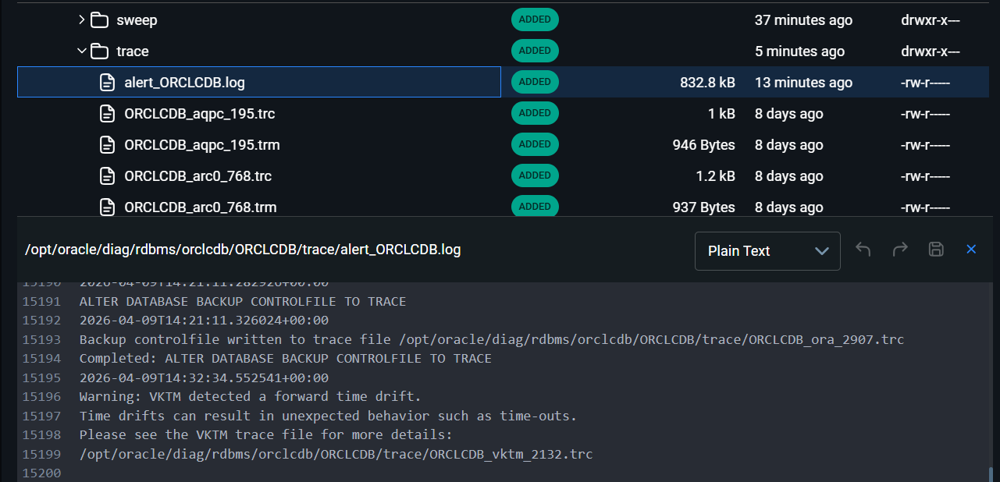 sweep ADDED 37 minutes ago drwxr-x---
trace ADDED 5 minutes ago drwxr-x---
alert_ORCLCDB.log ADDED 832.8 kB 13 minutes ago -rw-r-----
ORCLCDB_aqpc_195.trc ADDED 1 kB 8 days ago -rw-r-----
ORCLCDB_aqpc_195.trm ADDED 946 Bytes 8 days ago -rw-r-----
ORCLCDB_arc0_768.trc ADDED 1.2 kB 8 days ago -rw-r-----
ORCLCDB_arc0_768.trm ADDED 937 Bytes 8 days ago -rw-r-----
/opt/oracle/diag/rdbms/orclcdb/ORCLCDB/trace/alert_ORCLCDB.log Plain Text
15190 2026-04-09T14:21:11.282926+00:00
15191 ALTER DATABASE BACKUP CONTROLFILE TO TRACE
15192 2026-04-09T14:21:11.326024+00:00
15193 Backup controlfile written to trace file /opt/oracle/diag/rdbms/orclcdb/ORCLCDB/trace/ORCLCDB_ora_2907.trc
15194 Completed: ALTER DATABASE BACKUP CONTROLFILE TO TRACE
15195 2026-04-09T14:32:34.552541+00:00
15196 Warning: VKTM detected a forward time drift.
15197 Time drifts can result in unexpected behavior such as time-outs.
15198 Please see the VKTM trace file for more details:
15199 /opt/oracle/diag/rdbms/orclcdb/ORCLCDB/trace/ORCLCDB_vktm_2132.trc
15200